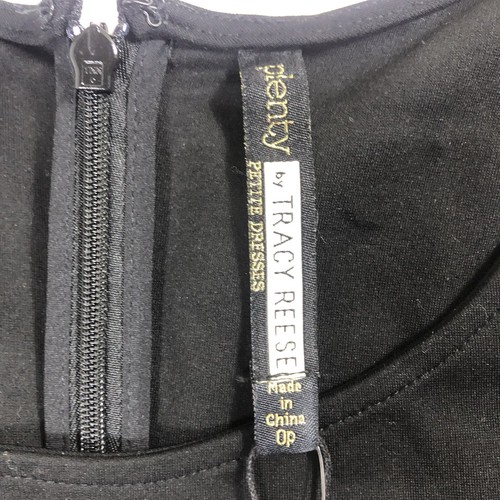 plenty
by TRACY REESE
PETITE DRESSES
Made
in
China
0p